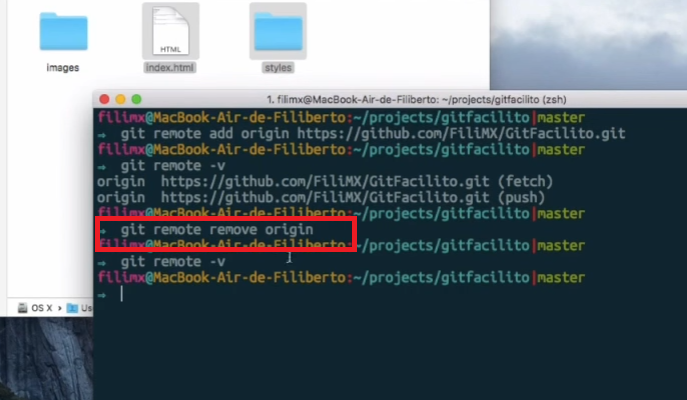 images
HTML
index.html
styles
1. filimx@MacBook-Air-de-Filiberto: ~/projects/gitfacilito (zsh)
filimx@MacBook-Air-de-Filiberto:~/projects/gitfacilito|master
→ git remote add origin https://github.com/FiliMX/GitFacilito.git
filimx@MacBook-Air-de-Filiberto:~/projects/gitfacilito|master
→ git remote -v
origin https://github.com/FiliMX/GitFacilito.git (fetch)
origin https://github.com/FiliMX/GitFacilito.git (push)
filimx@MacBook-Air-de-Filiberto:~/projects/gitfacilito|master
→ git remote remove origin
filimx@MacBook-Air-de-Filiberto:~/projects/gitfacilito|master
→ git remote -v
filimx@MacBook-Air-de-Filiberto:~/projects/gitfacilito|master
→
OS X › Us